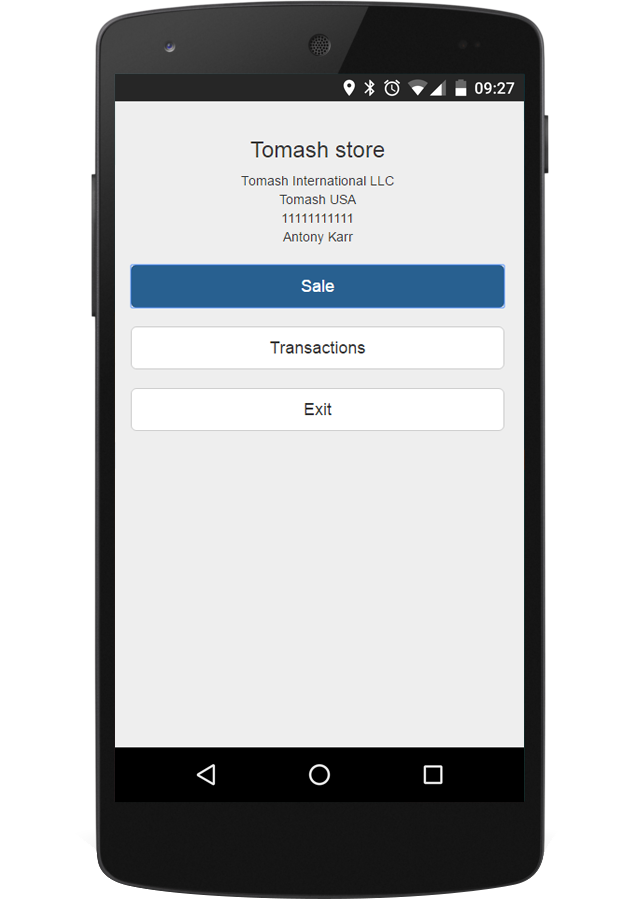 09:27
Tomash store
Tomash International LLC
Tomash USA
11111111111
Antony Karr
Sale
Transactions
Exit